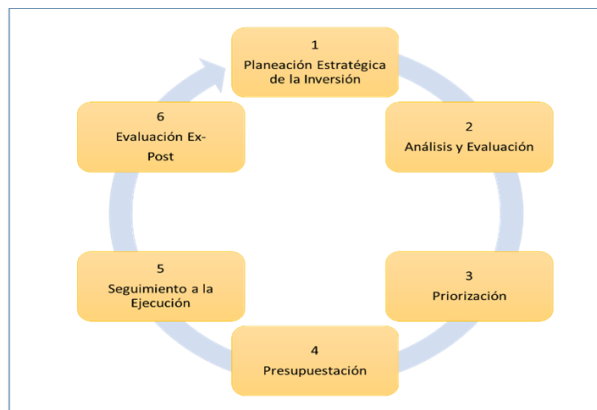 1
Planeación Estratégica
de la Inversión
2
Análisis y Evaluación
3
Priorización
4
Presupuestación
5
Seguimiento a la
Ejecución
6
Evaluación Ex-
Post